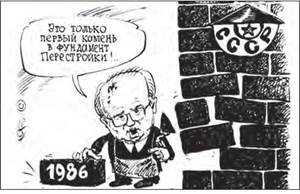 Это только
первый камень
в фундамент
Перестройки!..
СССР
1986